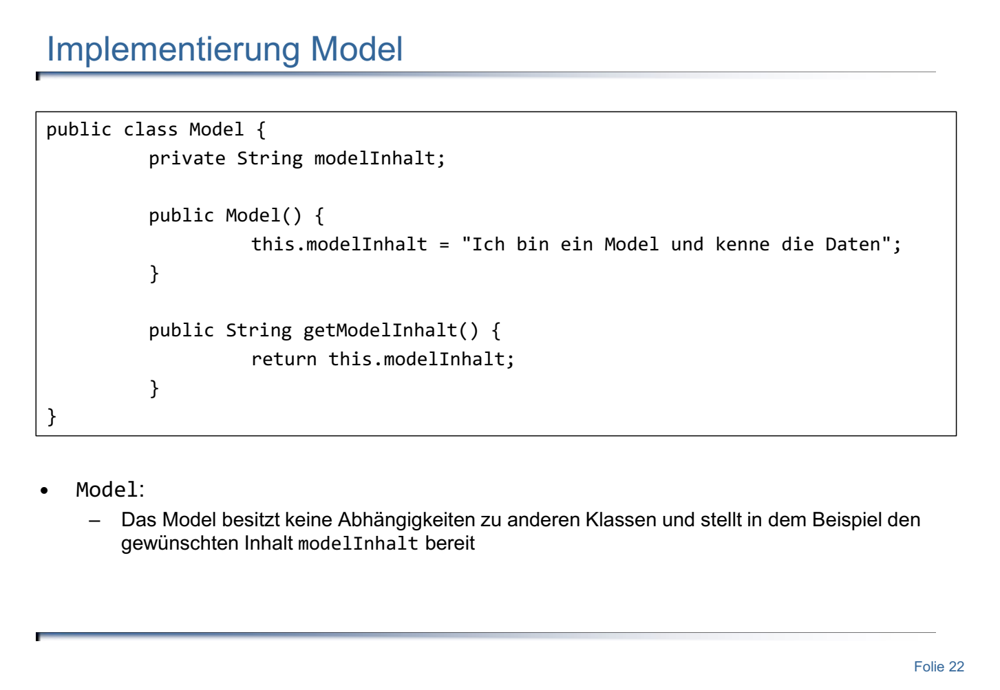 Implementierung Model
public class Model {
private String modelInhalt;
public Model() {
this.modelInhalt = "Ich bin ein Model und kenne die Daten";
}
public String getModelInhalt() {
return this.modelInhalt;
}
}
• Model:
– Das Model besitzt keine Abhängigkeiten zu anderen Klassen und stellt in dem Beispiel den
gewünschten Inhalt modelInhalt bereit
Folie 22